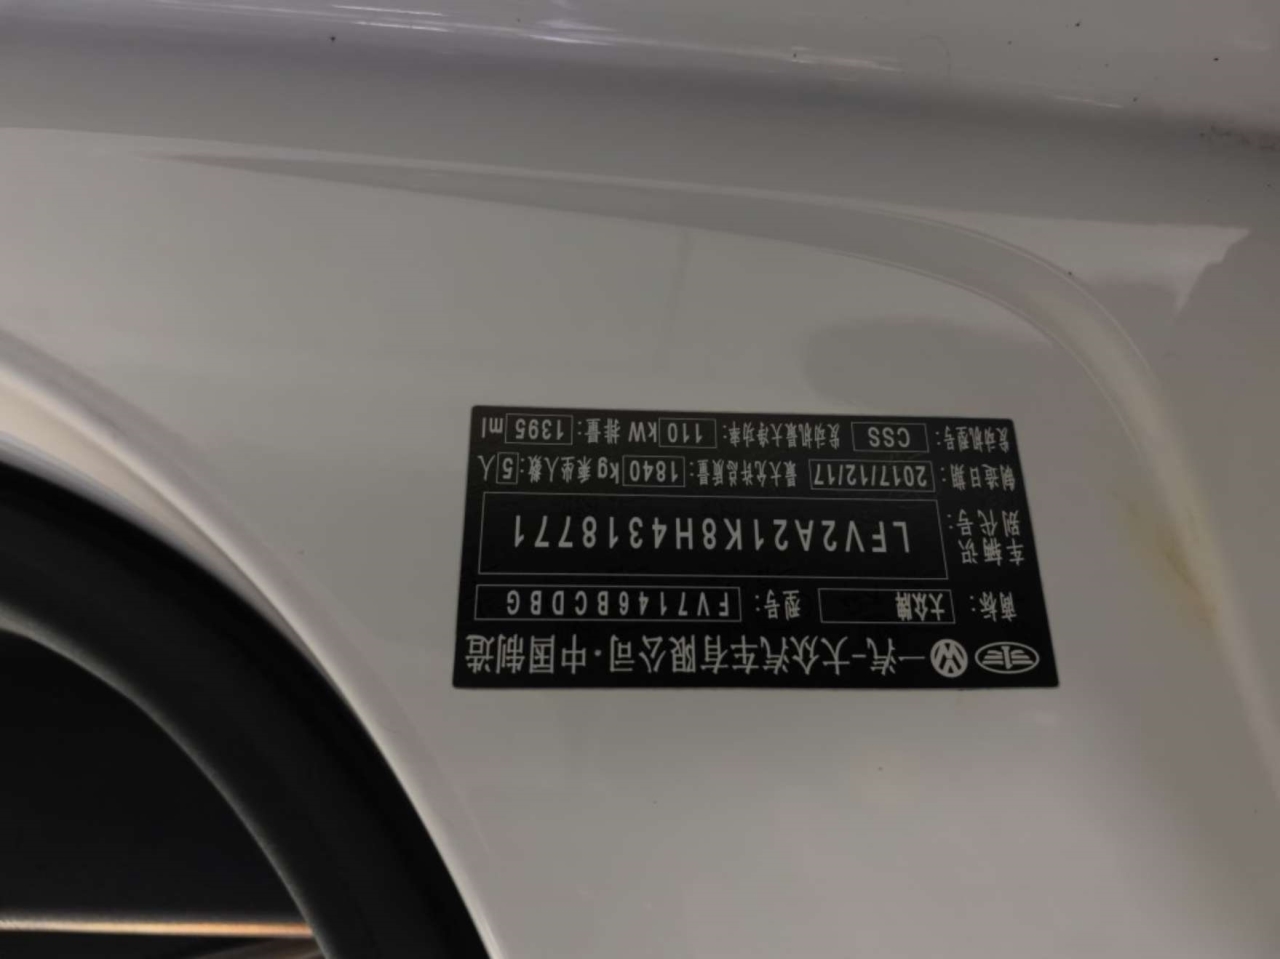 一汽-大众汽车有限公司·中国制造
商标: 大众牌 型号: FV7146BCDBG
车辆识别代号: LFV2A21K8H4318771
制造日期: 2017/12/17 最大允许总质量: 1840 kg 乘坐人数: 5 人
发动机型号: CSS 发动机最大净功率: 110 kW 排量: 1395 ml